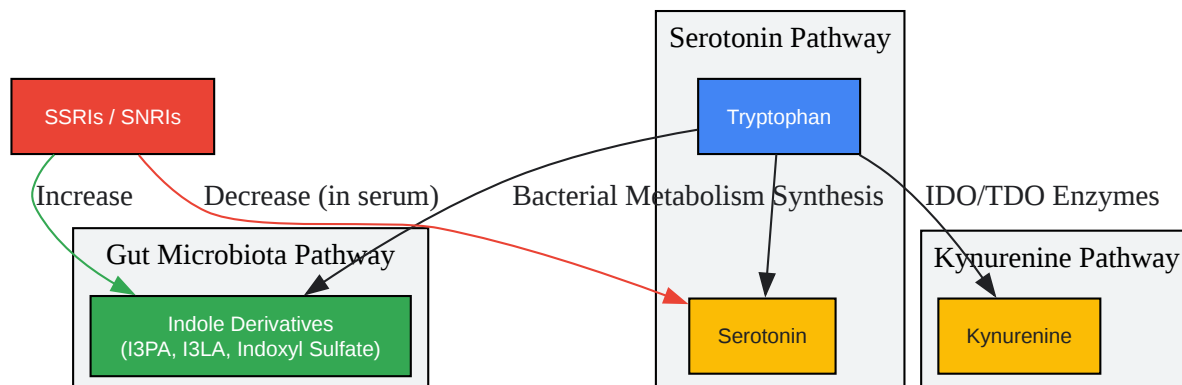 Serotonin Pathway
SSRIs / SNRIs
Tryptophan
Increase
Decrease (in serum)
Bacterial Metabolism
Synthesis
IDO/TDO Enzymes
Gut Microbiota Pathway
Kynurenine Pathway
Indole Derivatives
(I3PA, I3LA, Indoxyl Sulfate)
Serotonin
Kynurenine